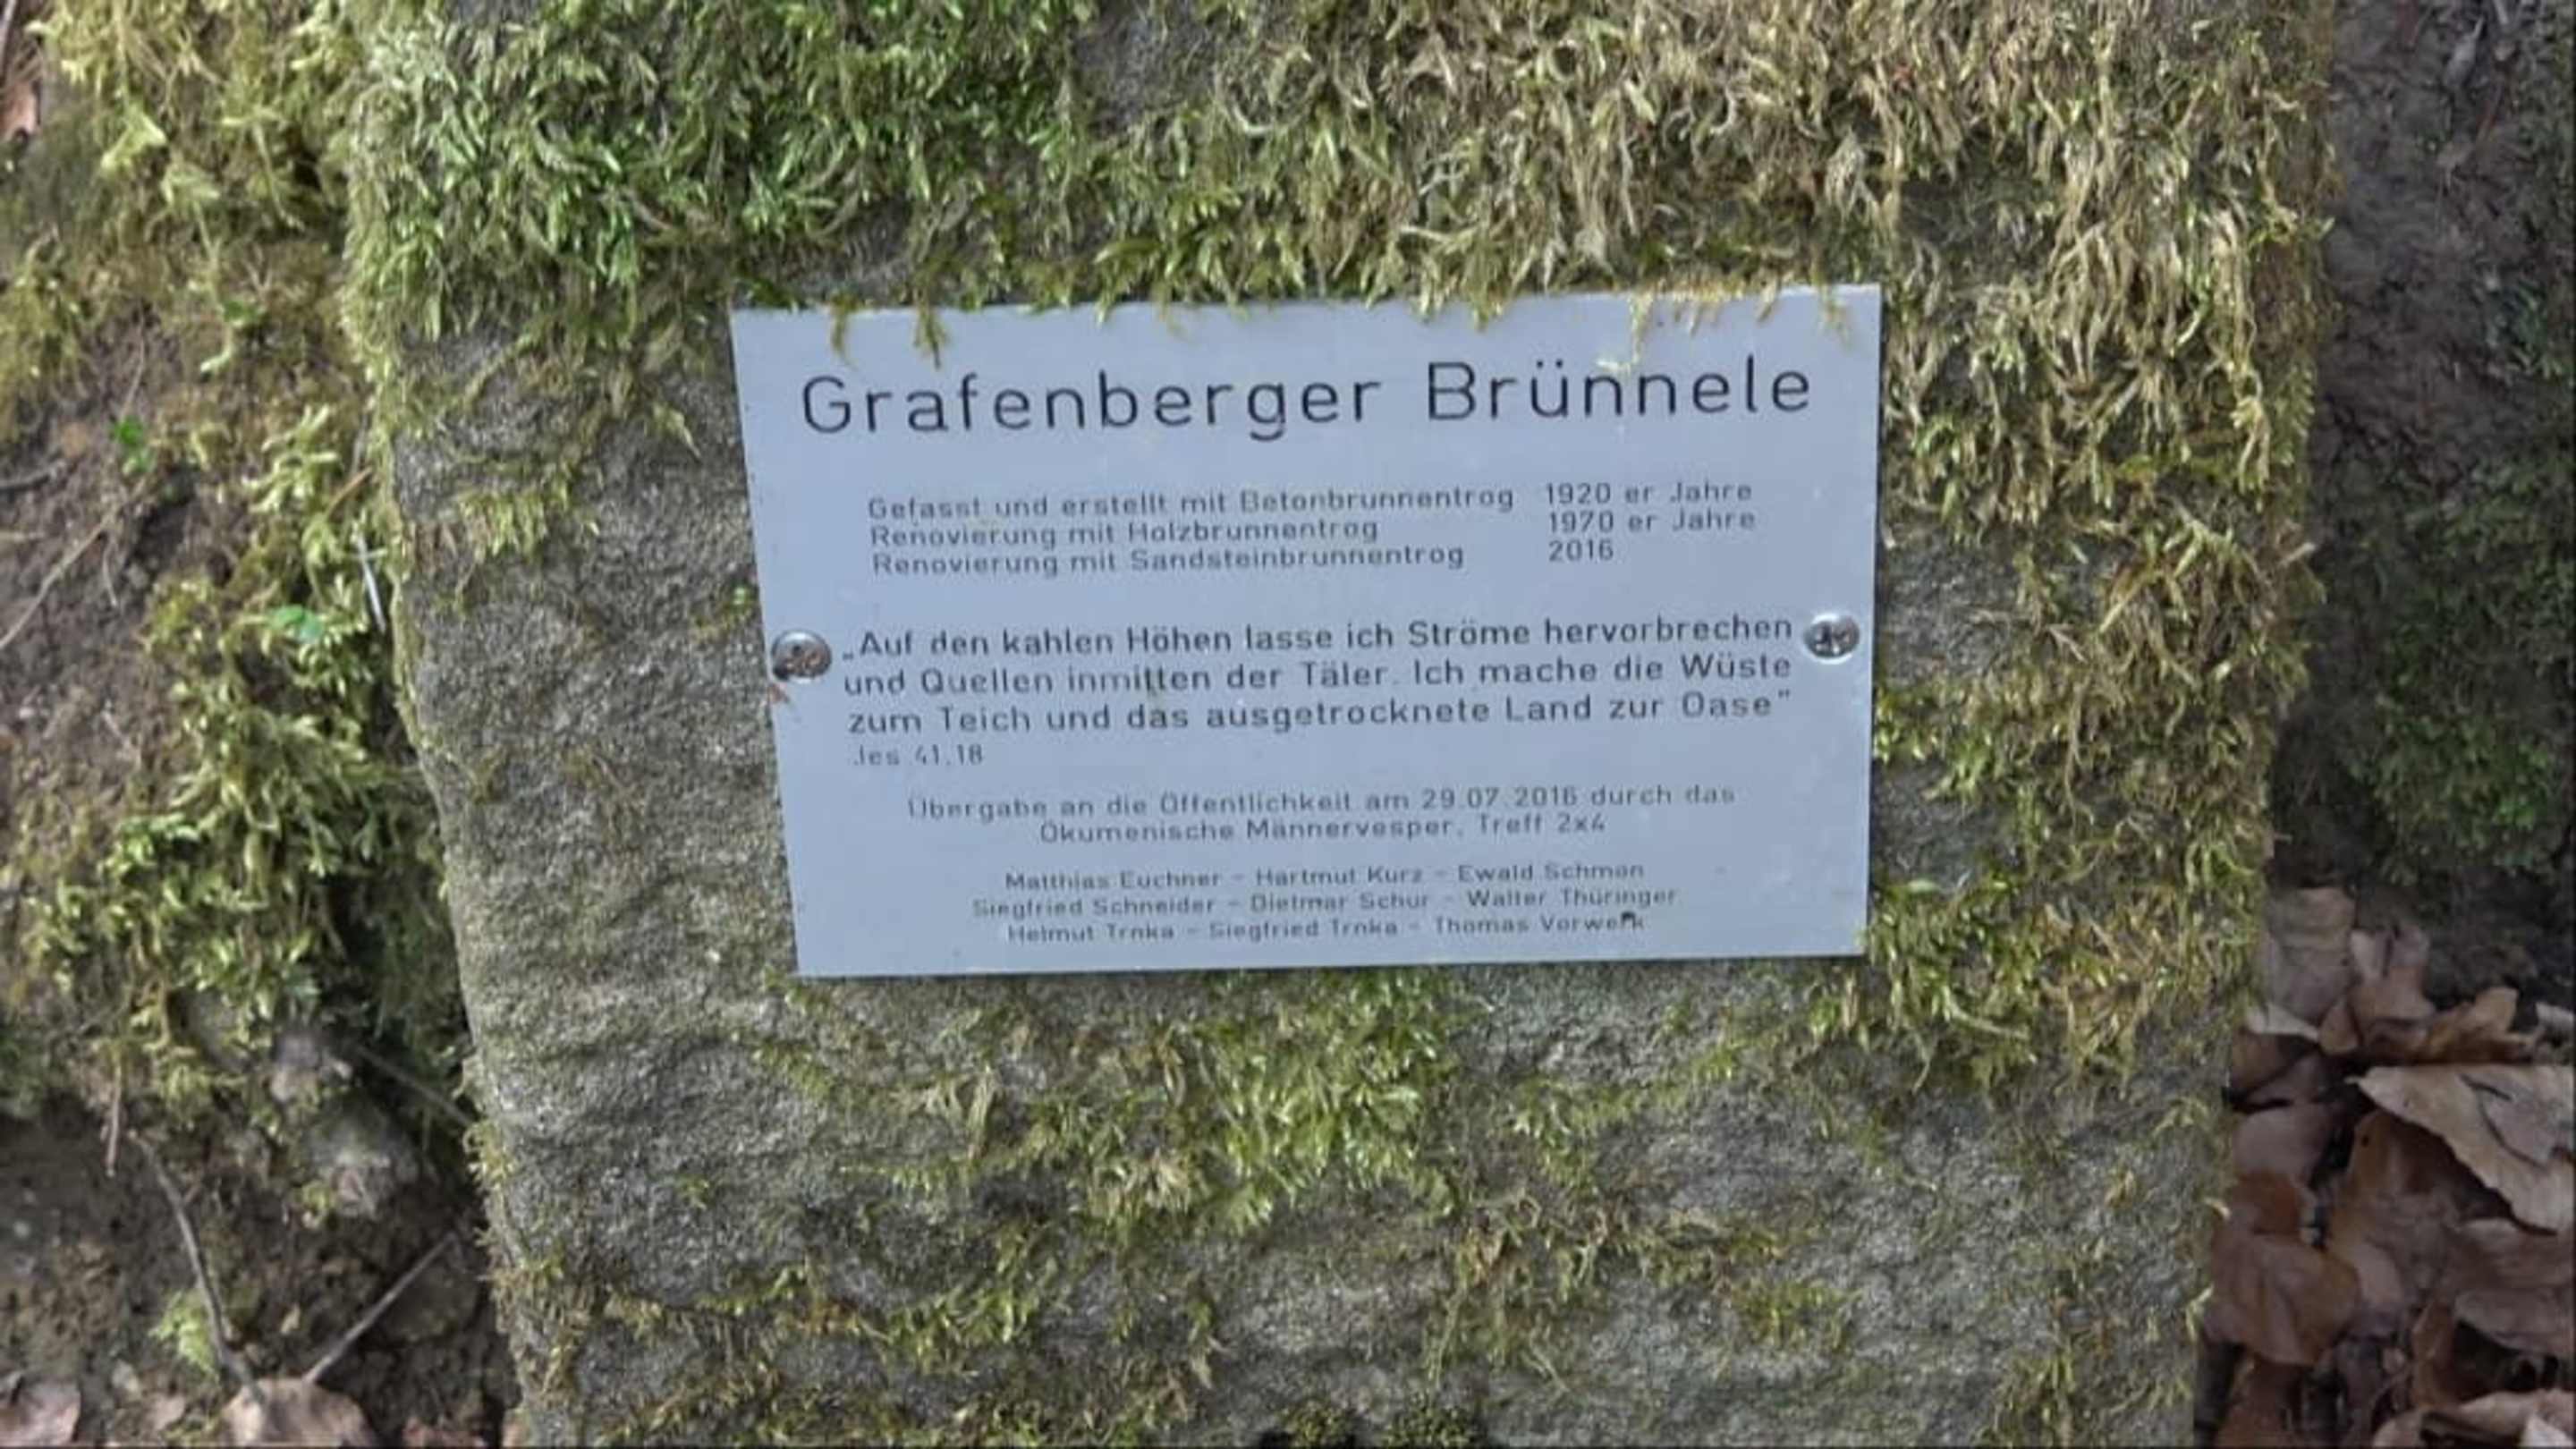 Grafenberger Brünnele
Gefasst und erstellt mit Betonbrunnentrog 1920 er Jahre
Renovierung mit Holzbrunnentrog 1970 er Jahre
Renovierung mit Sandsteinbrunnentrog 2016
„Auf den kahlen Höhen lasse ich Ströme hervorbrechen
und Quellen inmitten der Täler. Ich mache die Wüste
zum Teich und das ausgetrocknete Land zur Oase"
Jes 41,18
Übergabe an die Öffentlichkeit am 29.07.2016 durch das
Ökumenische Männervesper, Treff 2x4
Matthias Euchner - Hartmut Kurz - Ewald Schmon
Siegfried Schneider - Dietmar Schur - Walter Thüringer
Helmut Trnka - Siegfried Trnka - Thomas Vorwerk